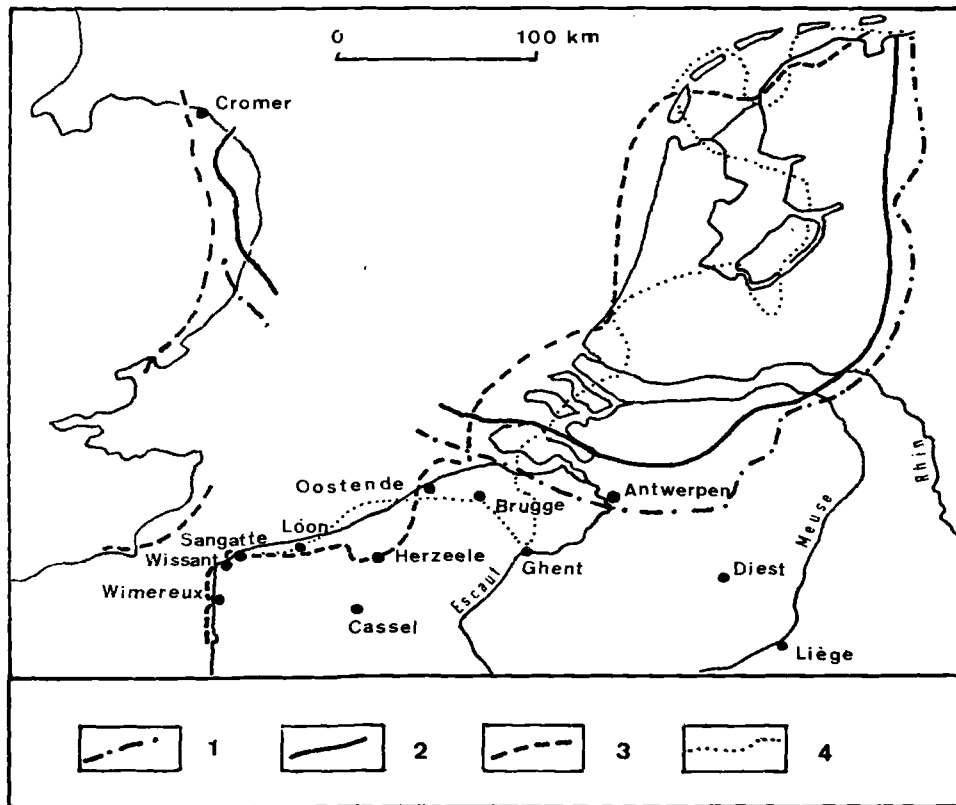 0 100 km
Cromer
Rhin
Meuse
Oostende
Brugge
Antwerpen
Sangatte
Lóon
Wissant
Herzeele
Ghent
Diest
Wimereux
Escaut
Cassel
Liège
1 2 3 4